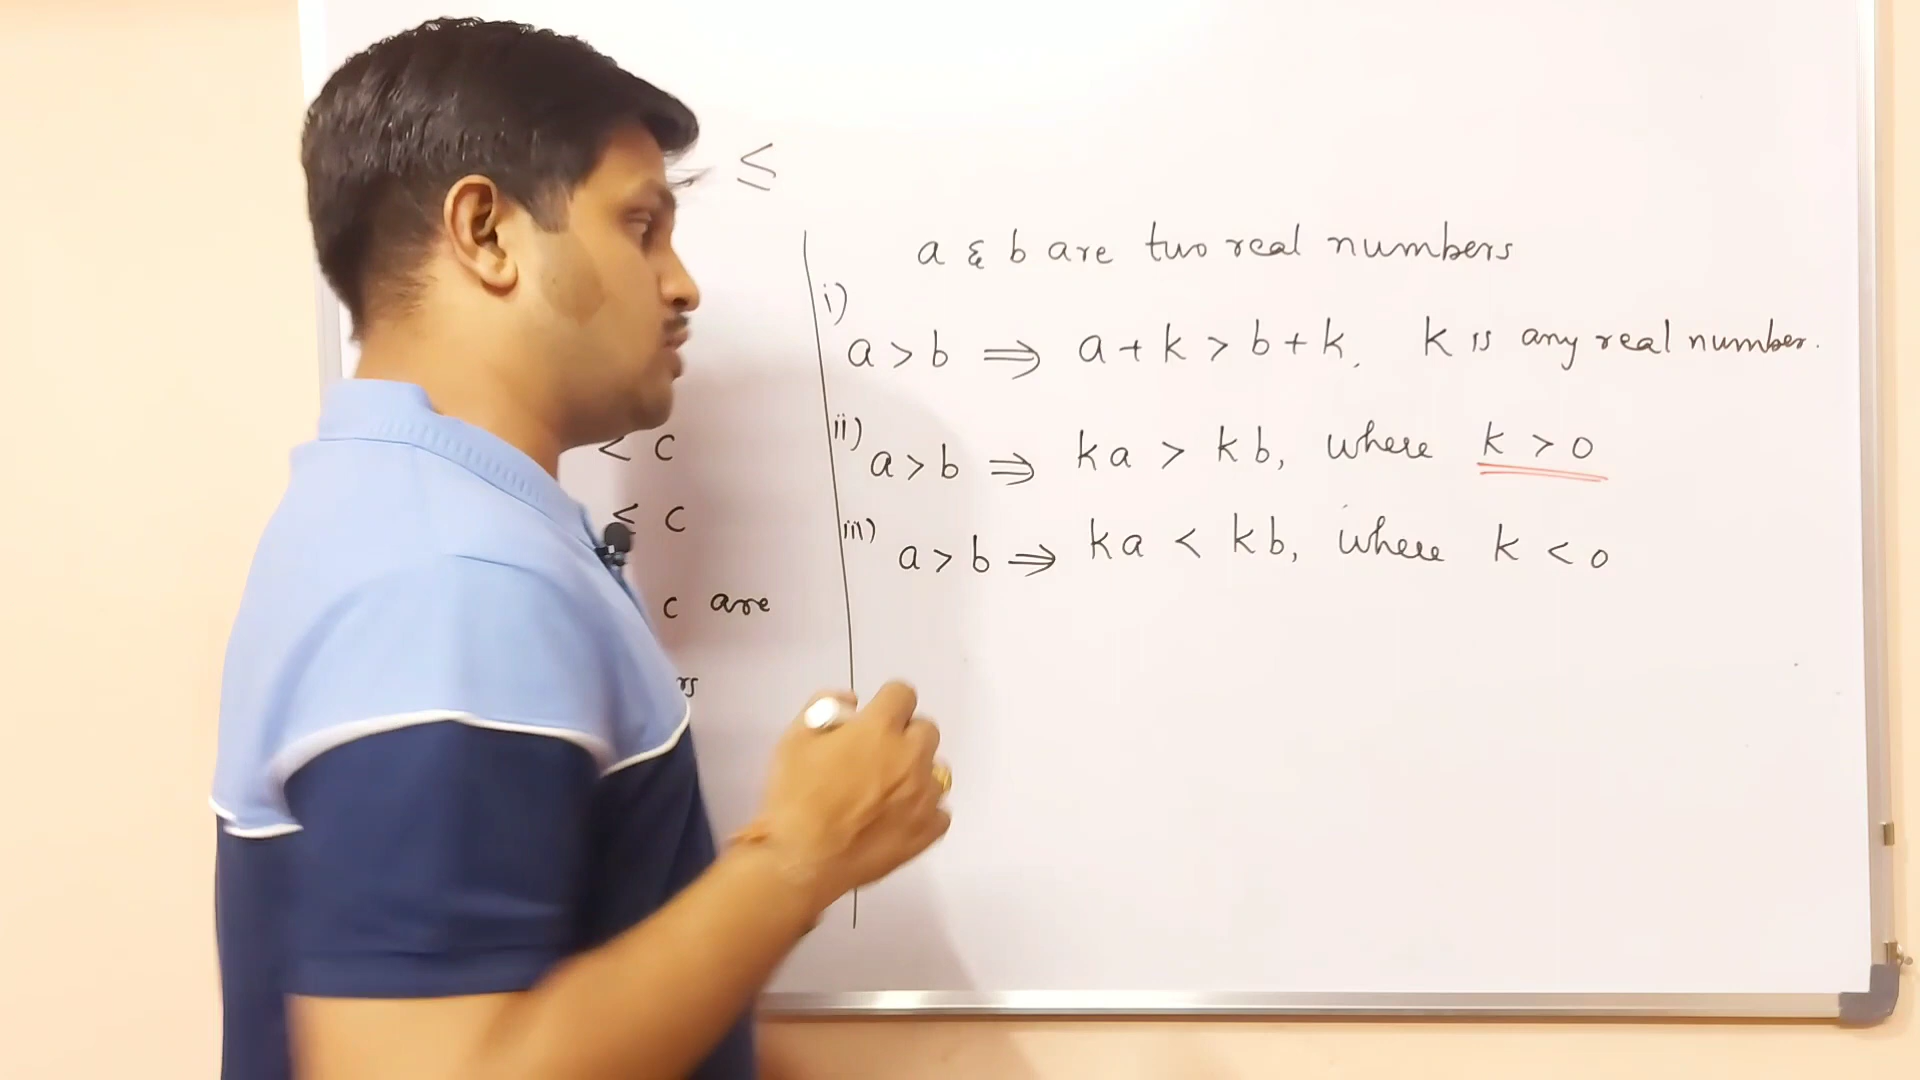 ≤
< c
≤ c
c are
rs
a & b are two real numbers
i)
a > b ⇒ a + k > b + k, k is any real number.
ii) a > b ⇒ ka > kb, where k > 0
iii) a > b ⇒ ka < kb, where k < 0